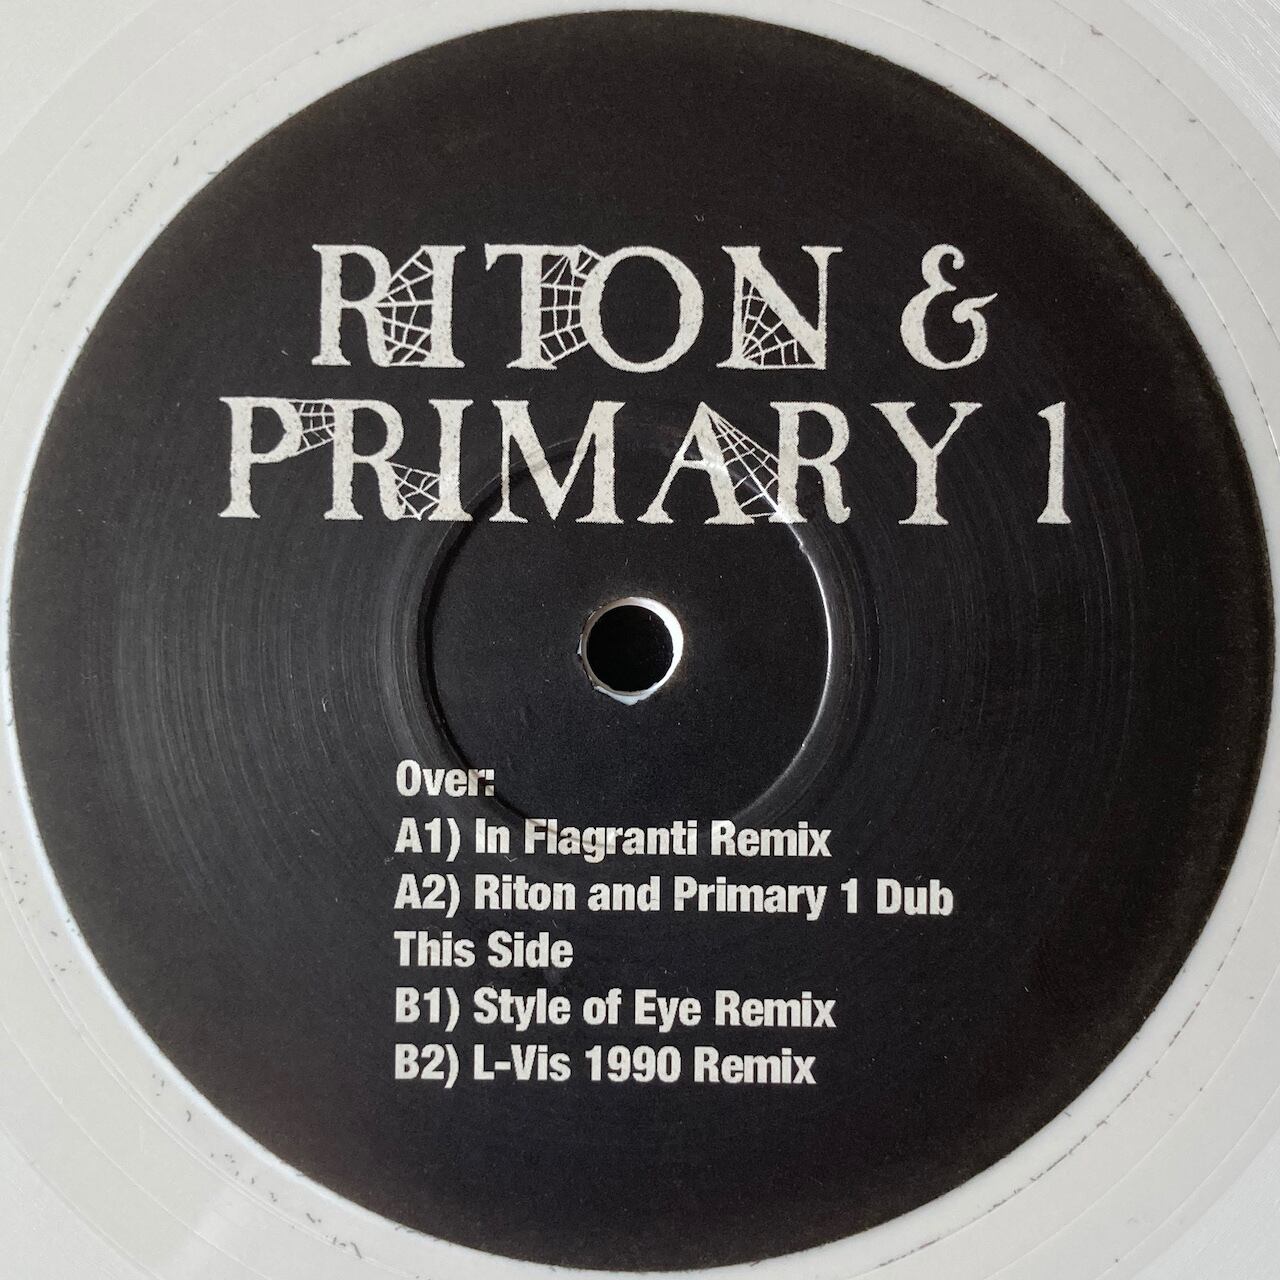 RITON &
PRIMARY 1
Over:
A1) In Flagranti Remix
A2) Riton and Primary 1 Dub
This Side
B1) Style of Eye Remix
B2) L-Vis 1990 Remix